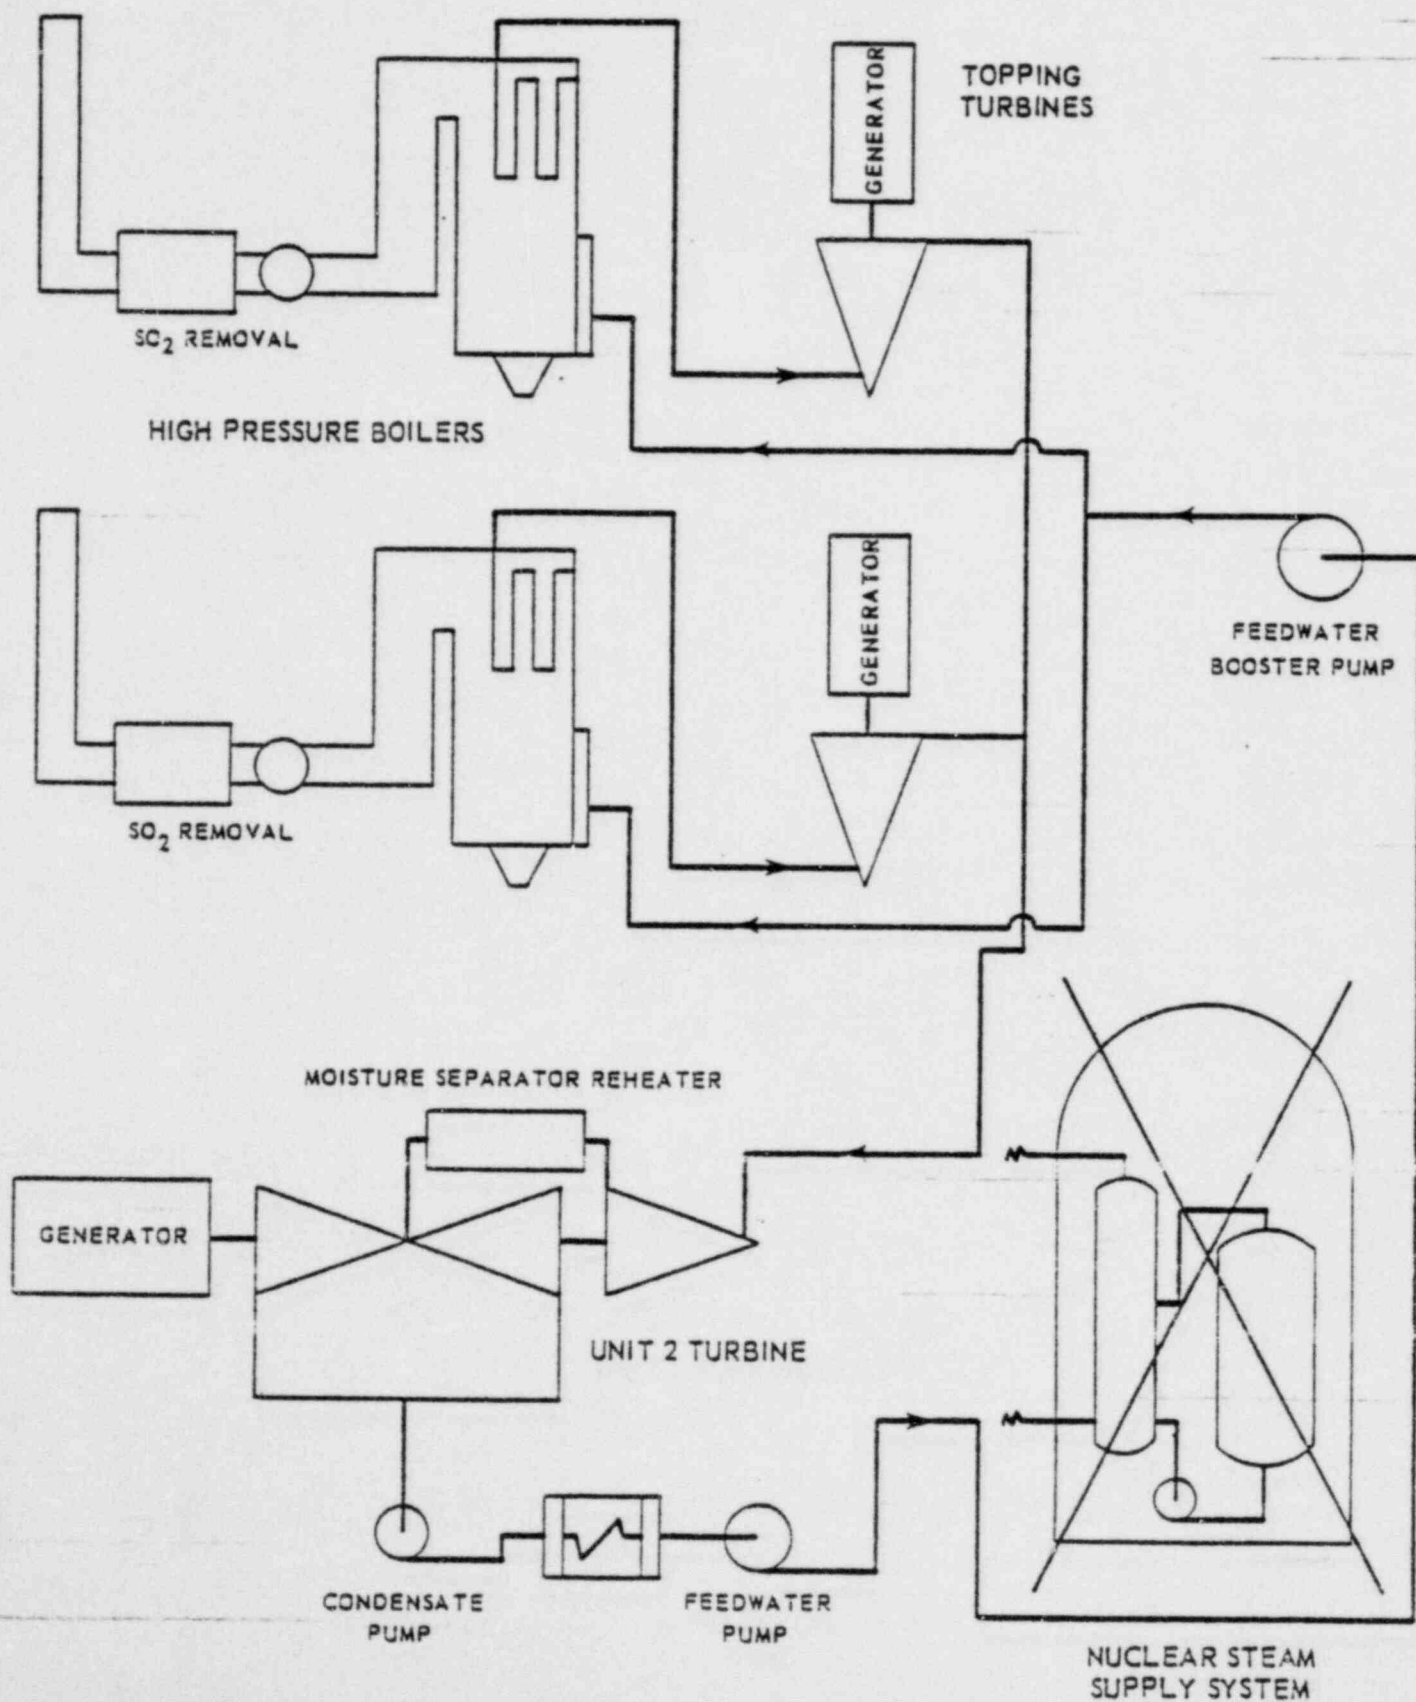 GENERATOR
TOPPING
TURBINES
SO2 REMOVAL
HIGH PRESSURE BOILERS
GENERATOR
FEEDWATER
BOOSTER PUMP
SO2 REMOVAL
MOISTURE SEPARATOR REHEATER
GENERATOR
UNIT 2 TURBINE
CONDENSATE
PUMP
FEEDWATER
PUMP
NUCLEAR STEAM
SUPPLY SYSTEM